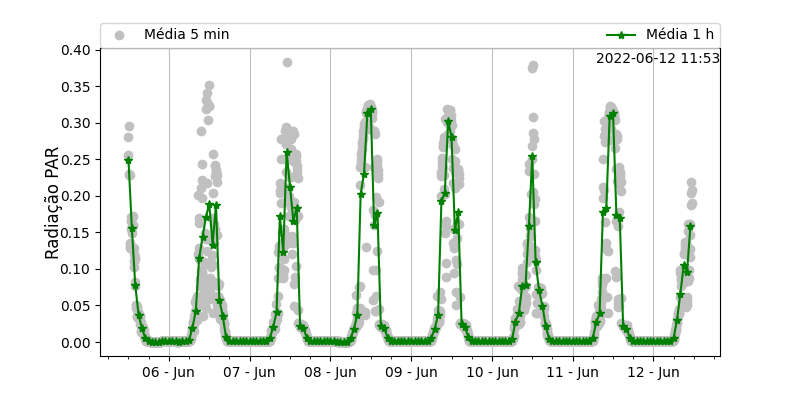 Média 5 min
Média 1 h
2022-06-12 11:53
Radiação PAR
0.40
0.35
0.30
0.25
0.20
0.15
0.10
0.05
0.00
06 - Jun
07 - Jun
08 - Jun
09 - Jun
10 - Jun
11 - Jun
12 - Jun